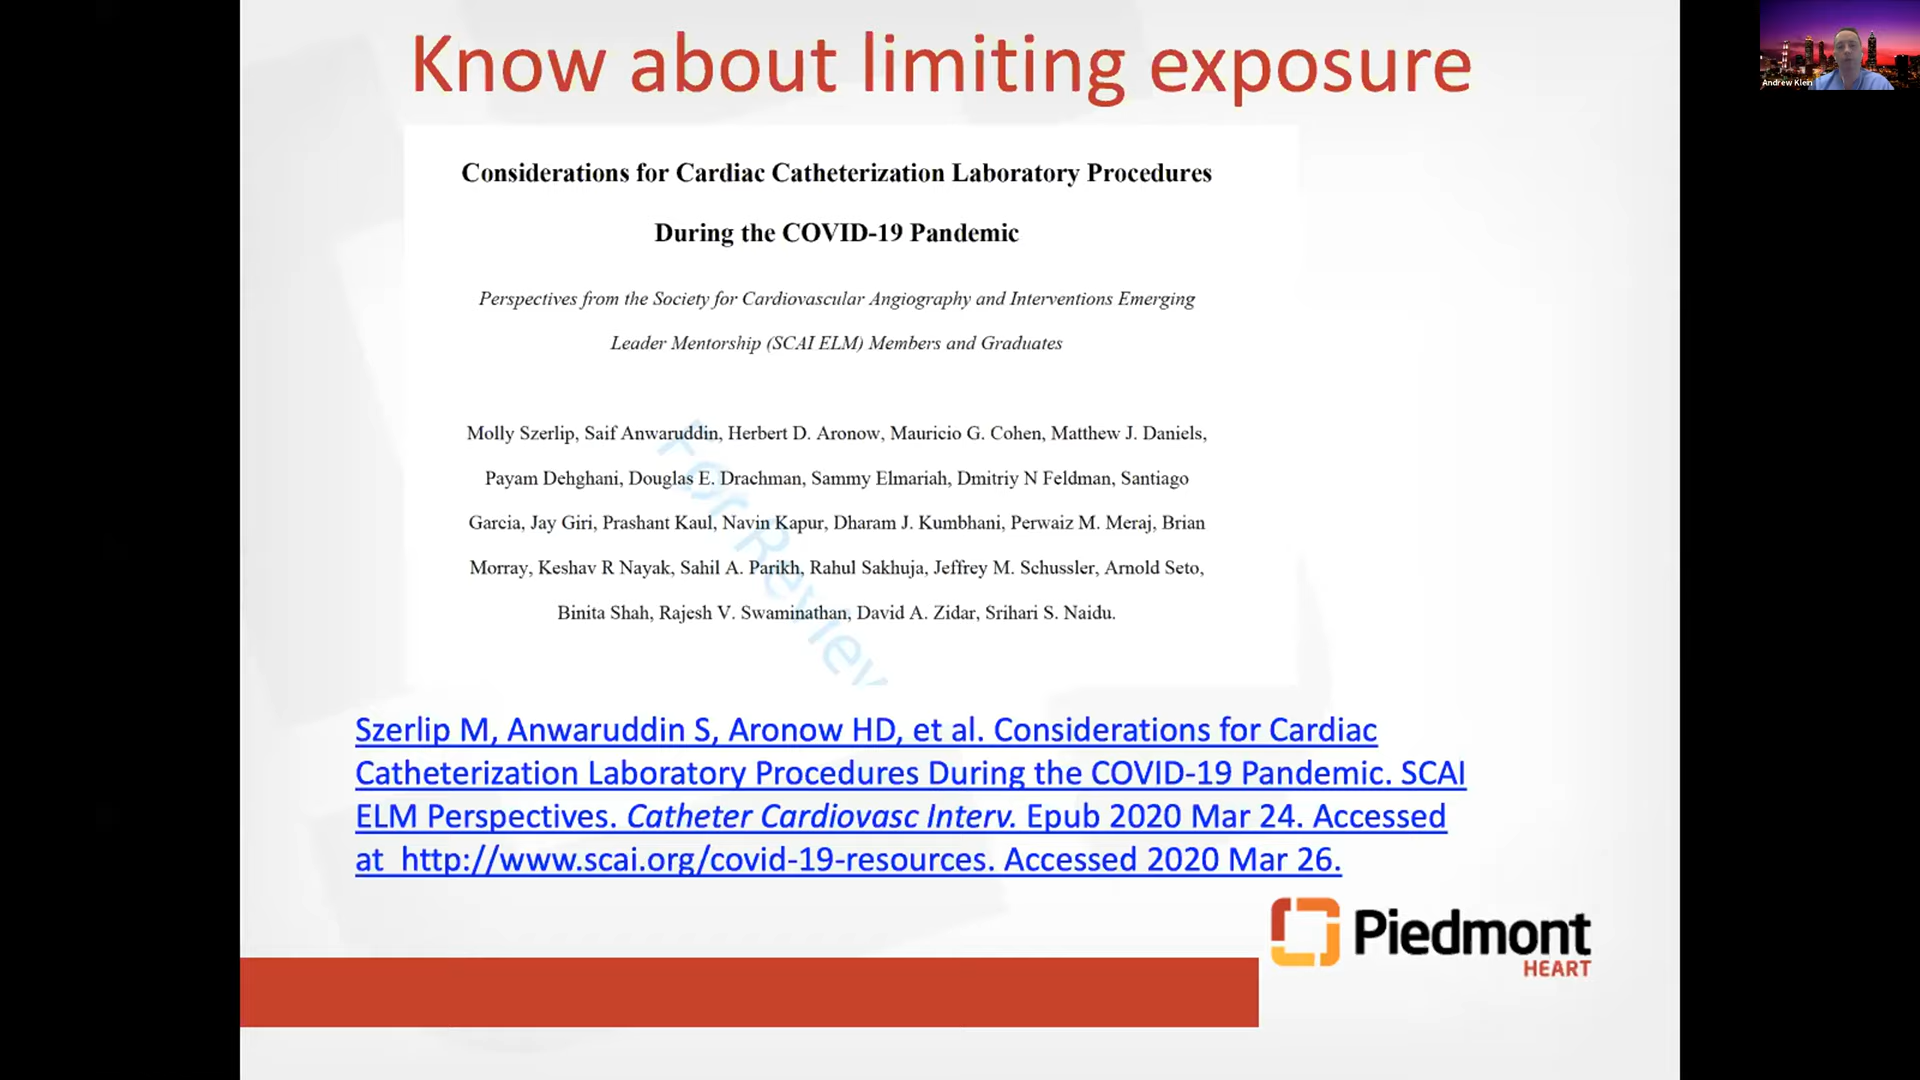 Know about limiting exposure
Andrew Klein
Considerations for Cardiac Catheterization Laboratory Procedures
During the COVID-19 Pandemic
Perspectives from the Society for Cardiovascular Angiography and Interventions Emerging
Leader Mentorship (SCAI ELM) Members and Graduates
Molly Szerlip, Saif Anwaruddin, Herbert D. Aronow, Mauricio G. Cohen, Matthew J. Daniels,
Payam Dehghani, Douglas E. Drachman, Sammy Elmariah, Dmitriy N Feldman, Santiago
Garcia, Jay Giri, Prashant Kaul, Navin Kapur, Dharam J. Kumbhani, Perwaiz M. Meraj, Brian
Morray, Keshav R Nayak, Sahil A. Parikh, Rahul Sakhuja, Jeffrey M. Schussler, Arnold Seto,
Binita Shah, Rajesh V. Swaminathan, David A. Zidar, Srihari S. Naidu.
For Review
Szerlip M, Anwaruddin S, Aronow HD, et al. Considerations for Cardiac
Catheterization Laboratory Procedures During the COVID-19 Pandemic. SCAI
ELM Perspectives. Catheter Cardiovasc Interv. Epub 2020 Mar 24. Accessed
at http://www.scai.org/covid-19-resources. Accessed 2020 Mar 26.
Piedmont
HEART